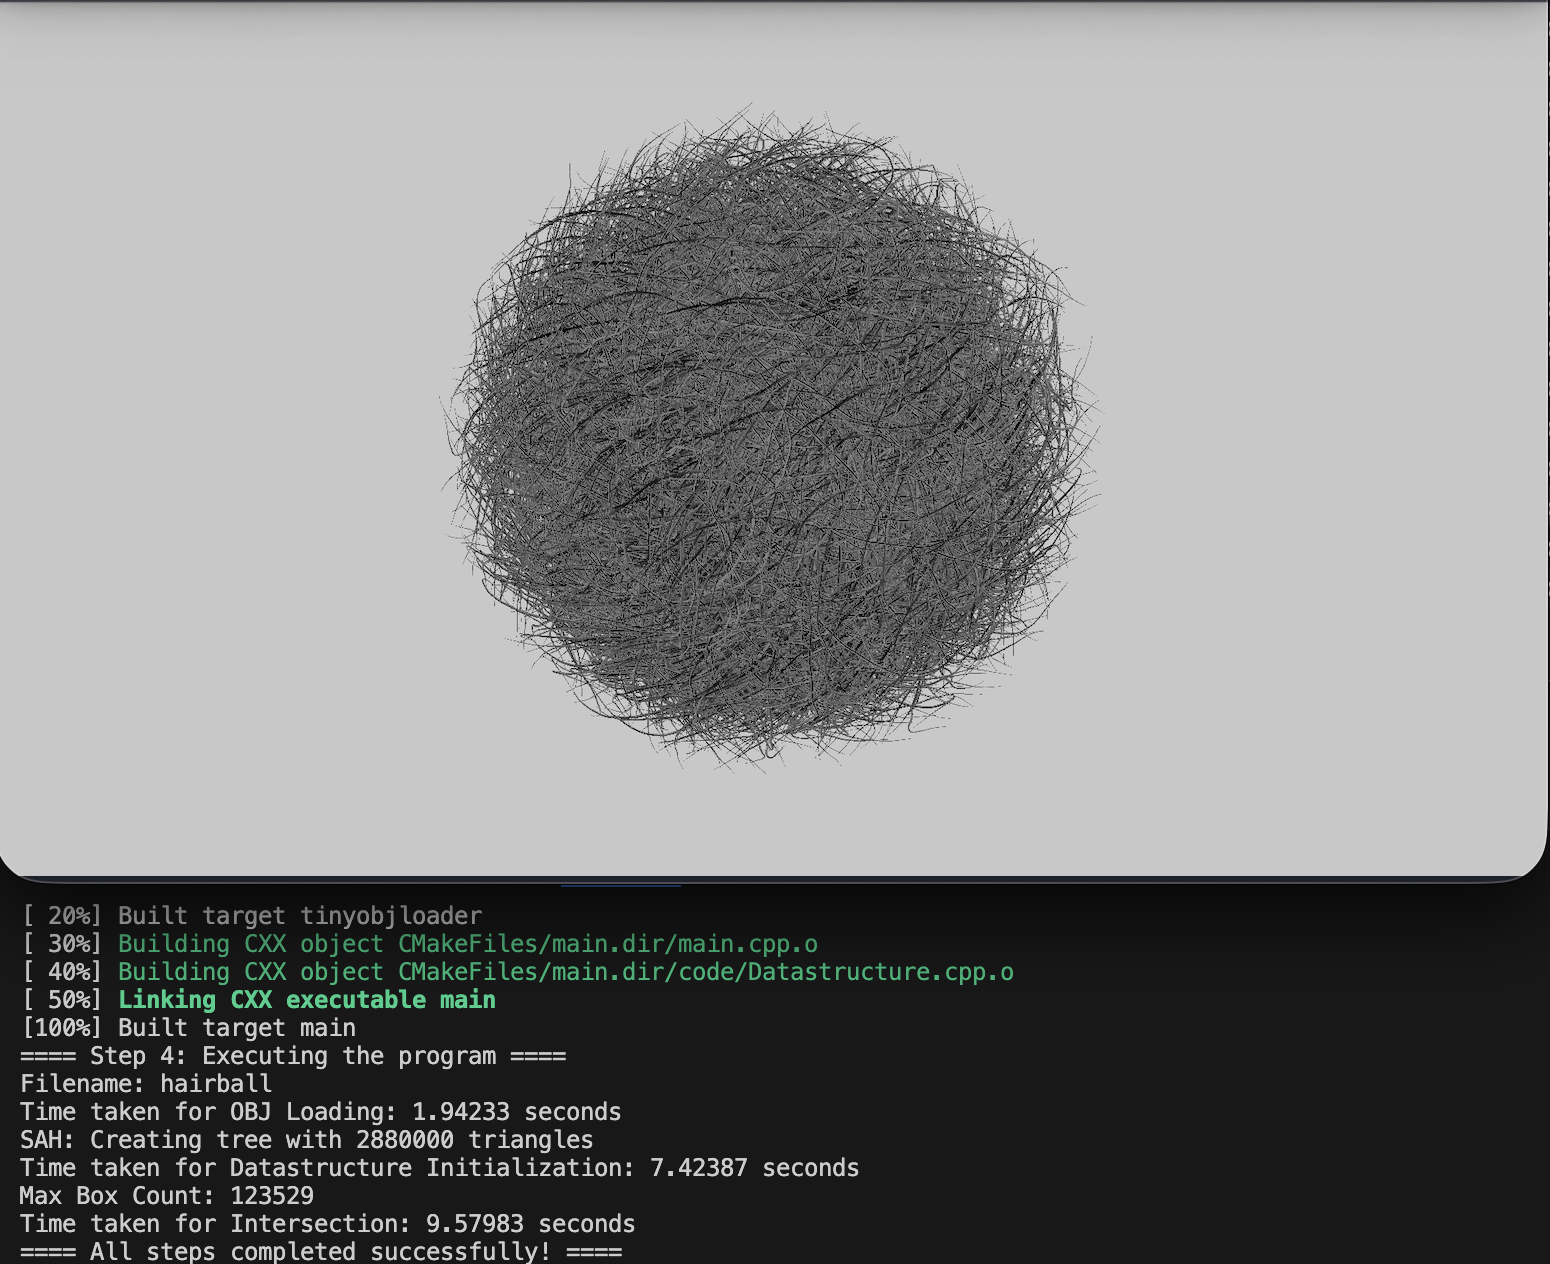 [ 20%] Built target tinyobjloader
[ 30%] Building CXX object CMakeFiles/main.dir/main.cpp.o
[ 40%] Building CXX object CMakeFiles/main.dir/code/Datastructure.cpp.o
[ 50%] Linking CXX executable main
[100%] Built target main
==== Step 4: Executing the program ====
Filename: hairball
Time taken for OBJ Loading: 1.94233 seconds
SAH: Creating tree with 2880000 triangles
Time taken for Datastructure Initialization: 7.42387 seconds
Max Box Count: 123529
Time taken for Intersection: 9.57983 seconds
==== All steps completed successfully! ====